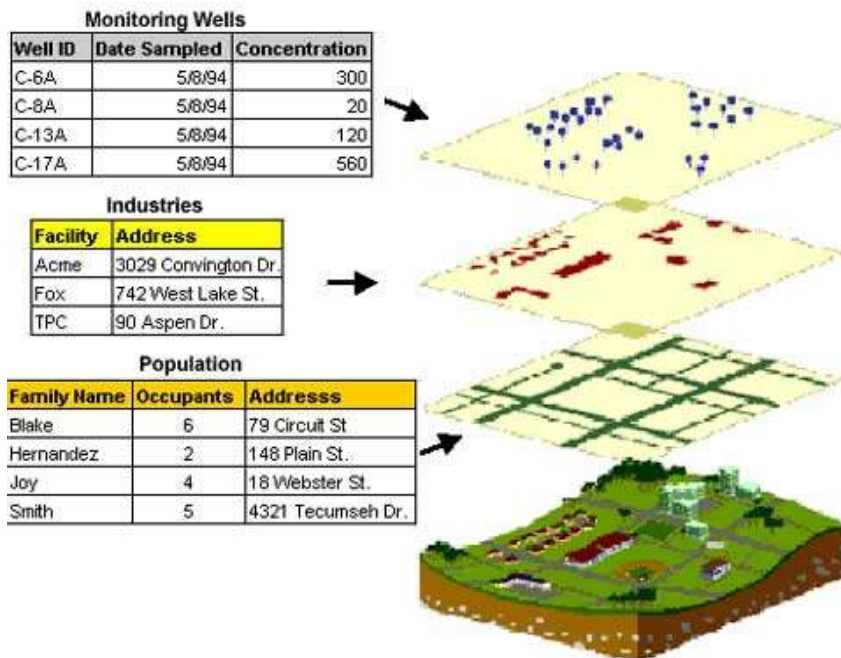 Monitoring Wells
Well ID Date Sampled Concentration
C-6A 5/8/94 300
C-8A 5/8/94 20
C-13A 5/8/94 120
C-17A 5/8/94 560
Industries
Facility Address
Acme 3029 Convington Dr.
Fox 742 West Lake St.
TPC 90 Aspen Dr.
Population
Family Name Occupants Addresss
Blake 6 79 Circuit St
Hernandez 2 148 Plain St.
Joy 4 18 Webster St.
Smith 5 4321 Tecumseh Dr.